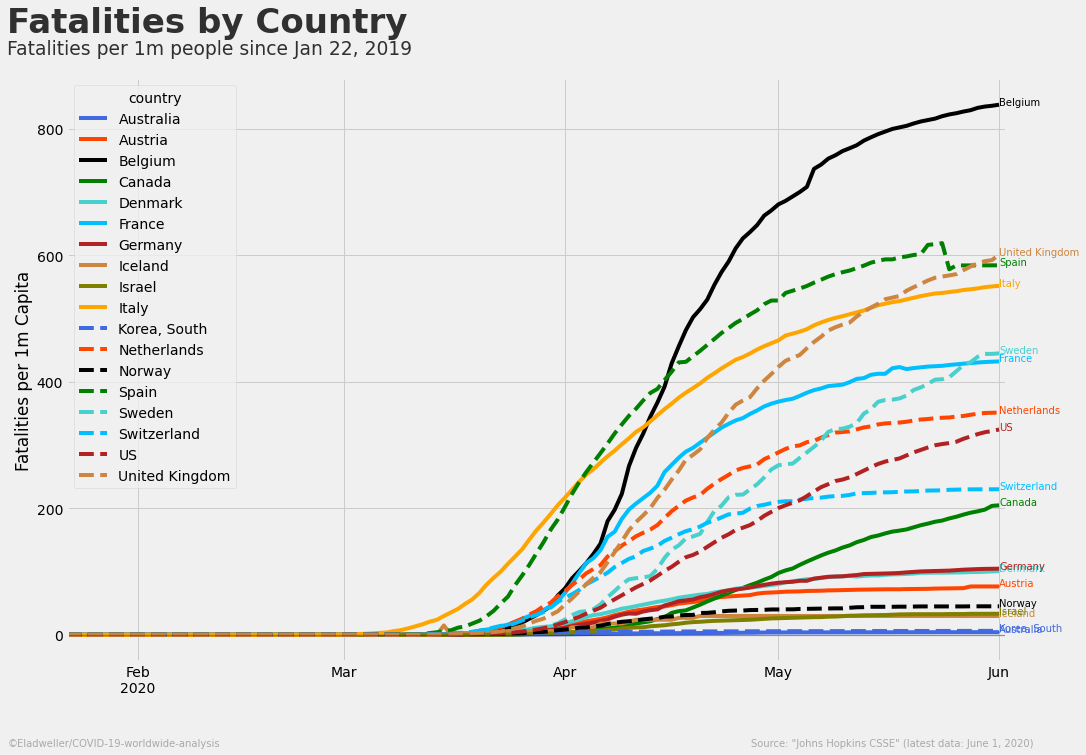 Fatalities by Country
Fatalities per 1m people since Jan 22, 2019
Fatalities per 1m Capita
800
600
400
200
0
country
Australia
Austria
Belgium
Canada
Denmark
France
Germany
Iceland
Israel
Italy
Korea, South
Netherlands
Norway
Spain
Sweden
Switzerland
US
United Kingdom
Belgium
United Kingdom
Spain
Italy
Sweden
France
Netherlands
US
Switzerland
Canada
Germany
Denmark
Austria
Norway
Israel
Iceland
Korea, South
Australia
Feb
2020
Mar
Apr
May
Jun
©Eladweller/COVID-19-worldwide-analysis
Source: "Johns Hopkins CSSE" (latest data: June 1, 2020)